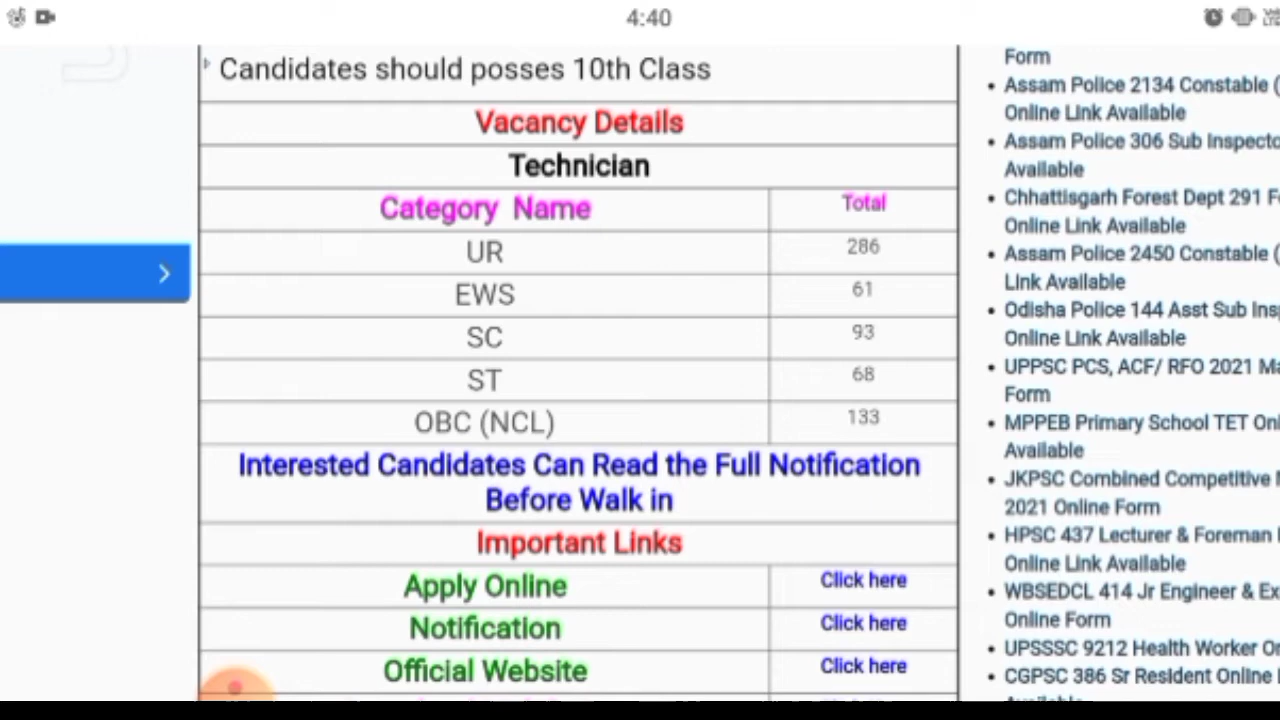 4:40
Candidates should posses 10th Class
Vacancy Details
Technician
Category Name Total
UR 286
EWS 61
SC 93
ST 68
OBC (NCL) 133
Interested Candidates Can Read the Full Notification
Before Walk in
Important Links
Apply Online Click here
Notification Click here
Official Website Click here
Form
Assam Police 2134 Constable (
Online Link Available
Assam Police 306 Sub
Available
Chhattisgarh Forest Dept 291
Online Link Available
Assam Police 2450 Constable (
Link Available
Odisha Police 144 Asst Sub
Online Link Available
UPPSC PCS, ACF/ RFO 2021
Form
MPPEB Primary School TET
Available
JKPSC Combined Competitive
2021 Online Form
HPSC 437 Lecturer & Foreman
Online Link Available
WBSEDCL 414 Jr Engineer &
Online Form
UPSSSC 9212 Health Worker
CGPSC 386 Sr Resident Online